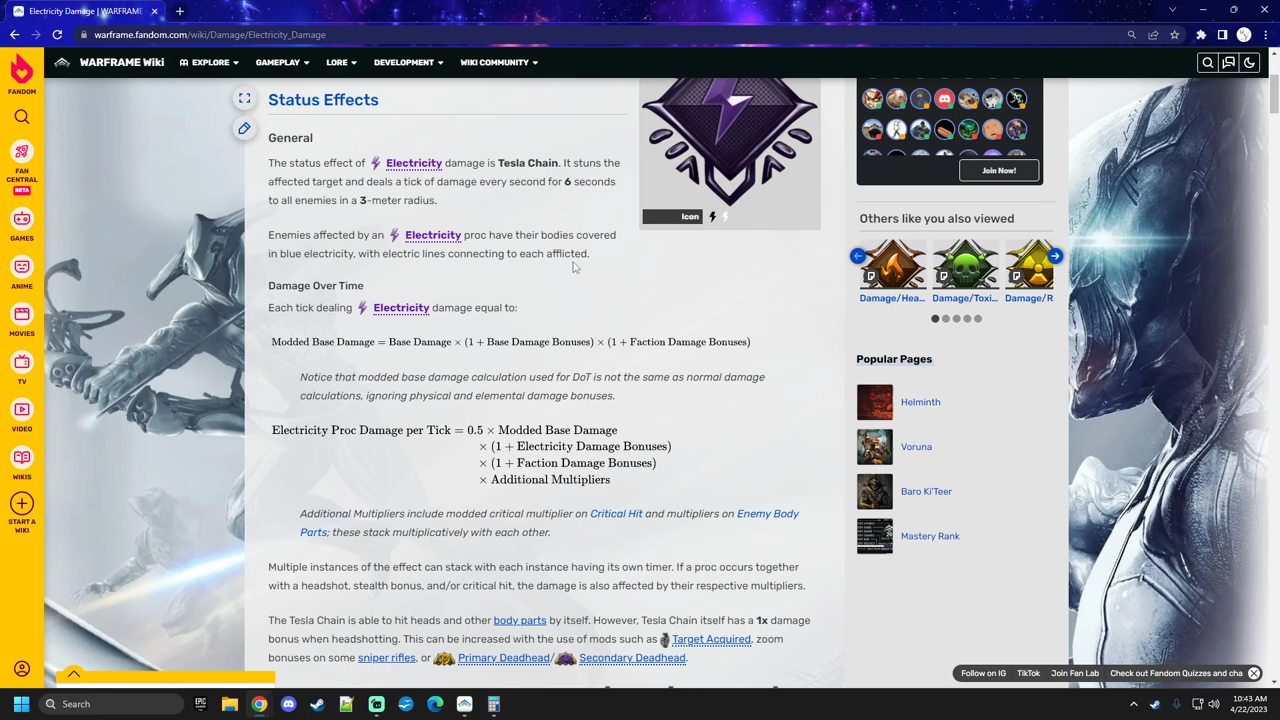 Electricity Damage | WARFRAME
warframe.fandom.com/wiki/Damage/Electricity_Damage
FANDOM
FAN CENTRAL
BETA
GAMES
ANIME
MOVIES
TV
VIDEO
WIKIS
START A WIKI
WARFRAME Wiki
EXPLORE
GAMEPLAY
LORE
DEVELOPMENT
WIKI COMMUNITY
Status Effects
General
The status effect of Electricity damage is Tesla Chain. It stuns the
affected target and deals a tick of damage every second for 6 seconds
to all enemies in a 3-meter radius.
Enemies affected by an Electricity proc have their bodies covered
in blue electricity, with electric lines connecting to each afflicted.
Icon
Damage Over Time
Each tick dealing Electricity damage equal to:
Modded Base Damage = Base Damage × (1 + Base Damage Bonuses) × (1 + Faction Damage Bonuses)
Notice that modded base damage calculation used for DoT is not the same as normal damage
calculations, ignoring physical and elemental damage bonuses.
Electricity Proc Damage per Tick = 0.5 × Modded Base Damage
× (1 + Electricity Damage Bonuses)
× (1 + Faction Damage Bonuses)
× Additional Multipliers
Additional Multipliers include modded critical multiplier on Critical Hit and multipliers on Enemy Body
Parts; these stack multiplicatively with each other.
Multiple instances of the effect can stack with each instance having its own timer. If a proc occurs together
with a headshot, stealth bonus, and/or critical hit, the damage is also affected by their respective multipliers.
The Tesla Chain is able to hit heads and other body parts by itself. However, Tesla Chain itself has a 1x damage
bonus when headshotting. This can be increased with the use of mods such as Target Acquired, zoom
bonuses on some sniper rifles, or Primary Deadhead/ Secondary Deadhead.
Join Now!
Others like you also viewed
Damage/Hea...
Damage/Toxi...
Damage/R
Popular Pages
Helminth
Voruna
Baro Ki'Teer
Mastery Rank
Follow on IG
TikTok
Join Fan Lab
Check out Fandom Quizzes and cha
Search
10:43 AM
4/22/2023